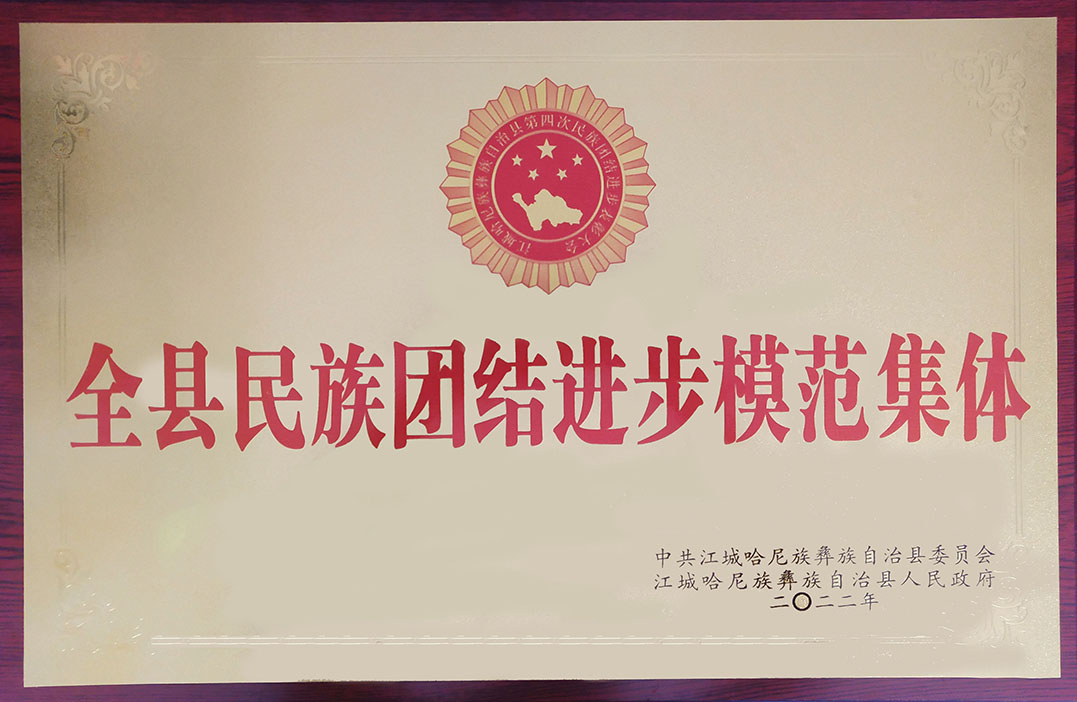 江城哈尼族彝族自治县第四次民族团结进步表彰大会
全县民族团结进步模范集体
中共江城哈尼族彝族自治县委员会
江城哈尼族彝族自治县人民政府
二〇二二年